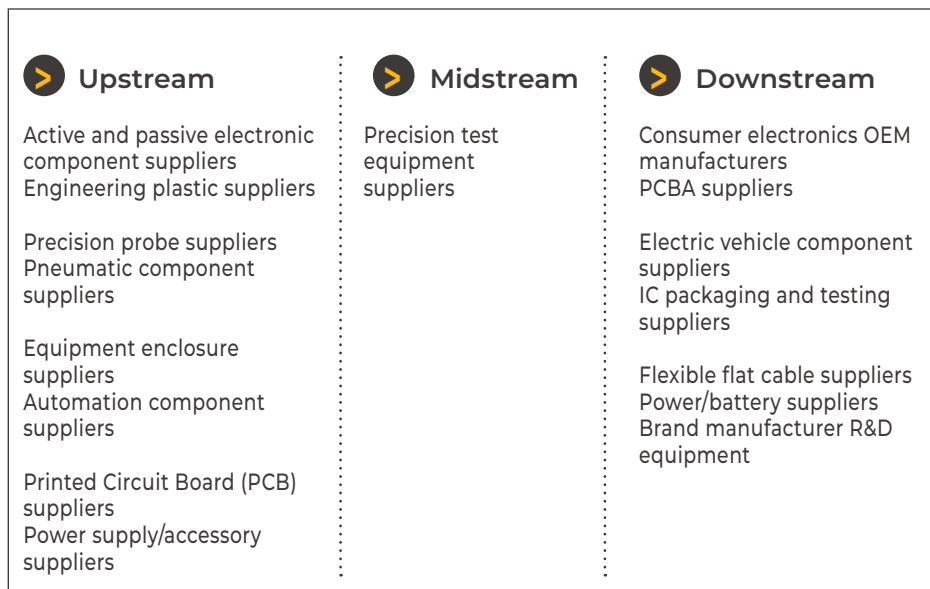 Upstream
Active and passive electronic
component suppliers
Engineering plastic suppliers
Precision probe suppliers
Pneumatic component
suppliers
Equipment enclosure
suppliers
Automation component
suppliers
Printed Circuit Board (PCB)
suppliers
Power supply/accessory
suppliers
Midstream
Precision test
equipment
suppliers
Downstream
Consumer electronics OEM
manufacturers
PCBA suppliers
Electric vehicle component
suppliers
IC packaging and testing
suppliers
Flexible flat cable suppliers
Power/battery suppliers
Brand manufacturer R&D
equipment